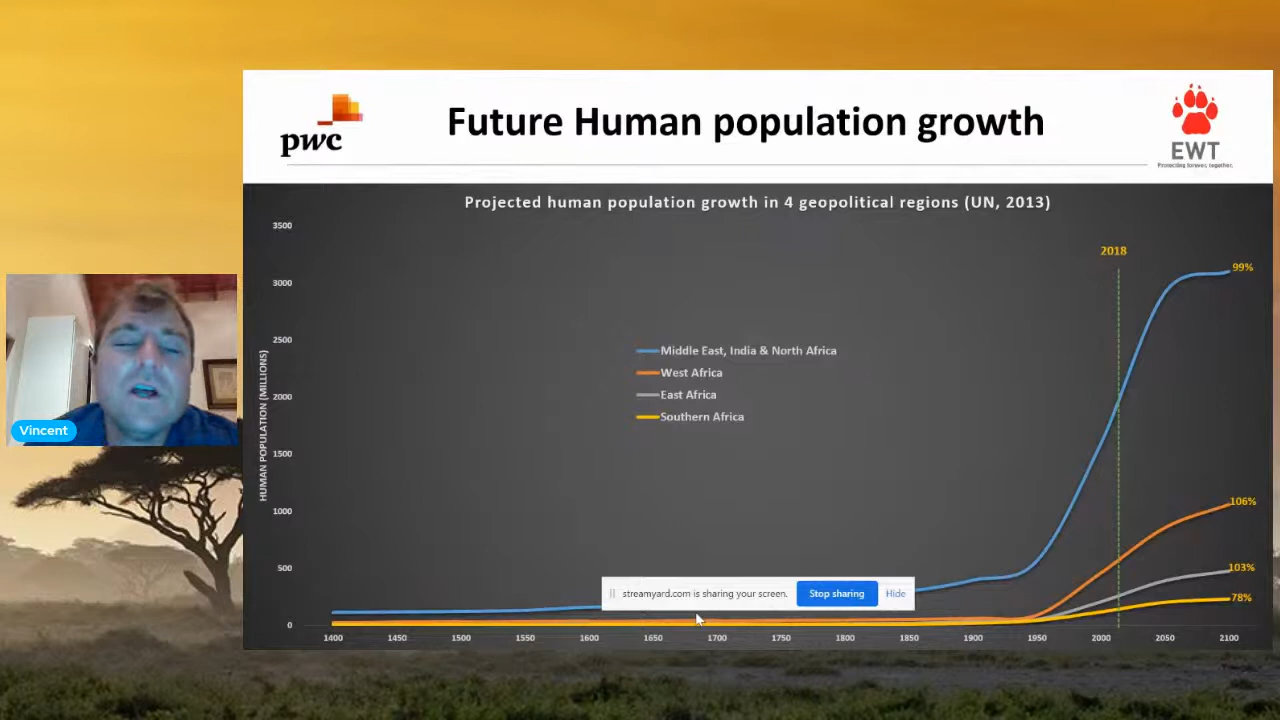 pwc
Future Human population growth
EWT
Protecting forever, together.
Projected human population growth in 4 geopolitical regions (UN, 2013)
3500
3000
2500
2000
1500
1000
500
0
HUMAN POPULATION (MILLIONS)
2018
99%
106%
103%
78%
Middle East, India & North Africa
West Africa
East Africa
Southern Africa
Vincent
streamyard.com is sharing your screen. Stop sharing Hide
1400 1450 1500 1550 1600 1650 1700 1750 1800 1850 1900 1950 2000 2050 2100